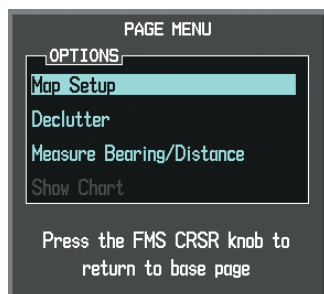 PAGE MENU
OPTIONS
Map Setup
Declutter
Measure Bearing/Distance
Show Chart
Press the FMS CRSR knob to
return to base page